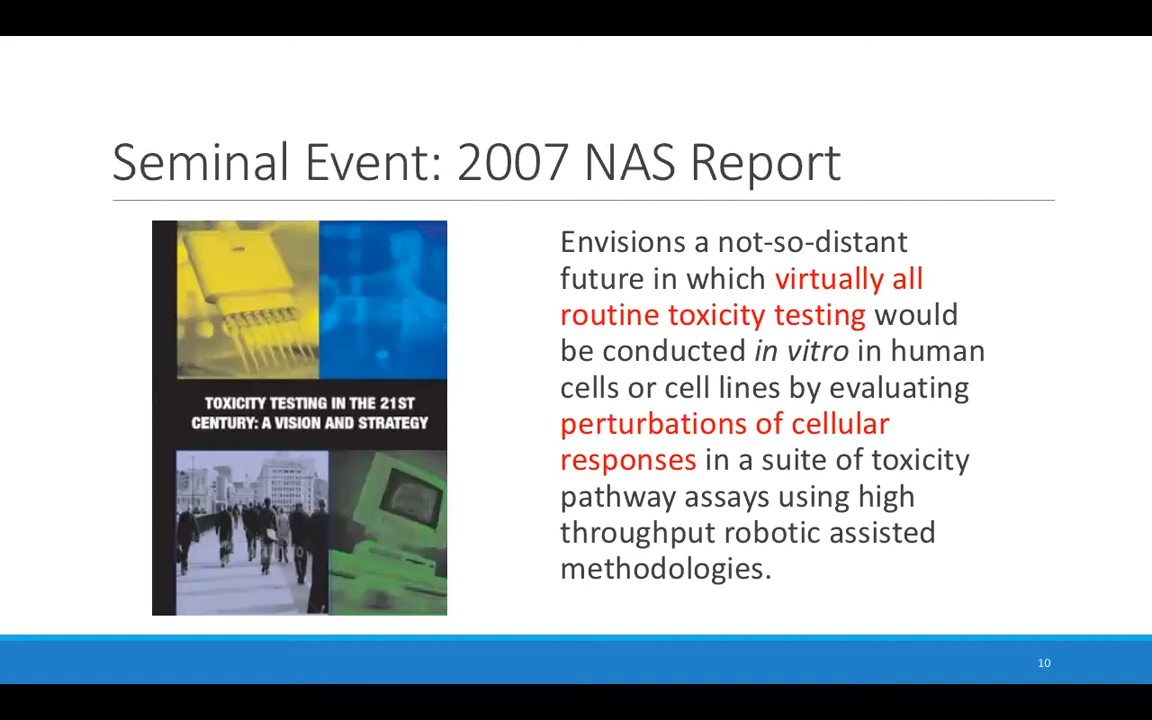 Seminal Event: 2007 NAS Report
TOXICITY TESTING IN THE 21ST
CENTURY: A VISION AND STRATEGY
Envisions a not-so-distant
future in which virtually all
routine toxicity testing would
be conducted in vitro in human
cells or cell lines by evaluating
perturbations of cellular
responses in a suite of toxicity
pathway assays using high
throughput robotic assisted
methodologies.
10